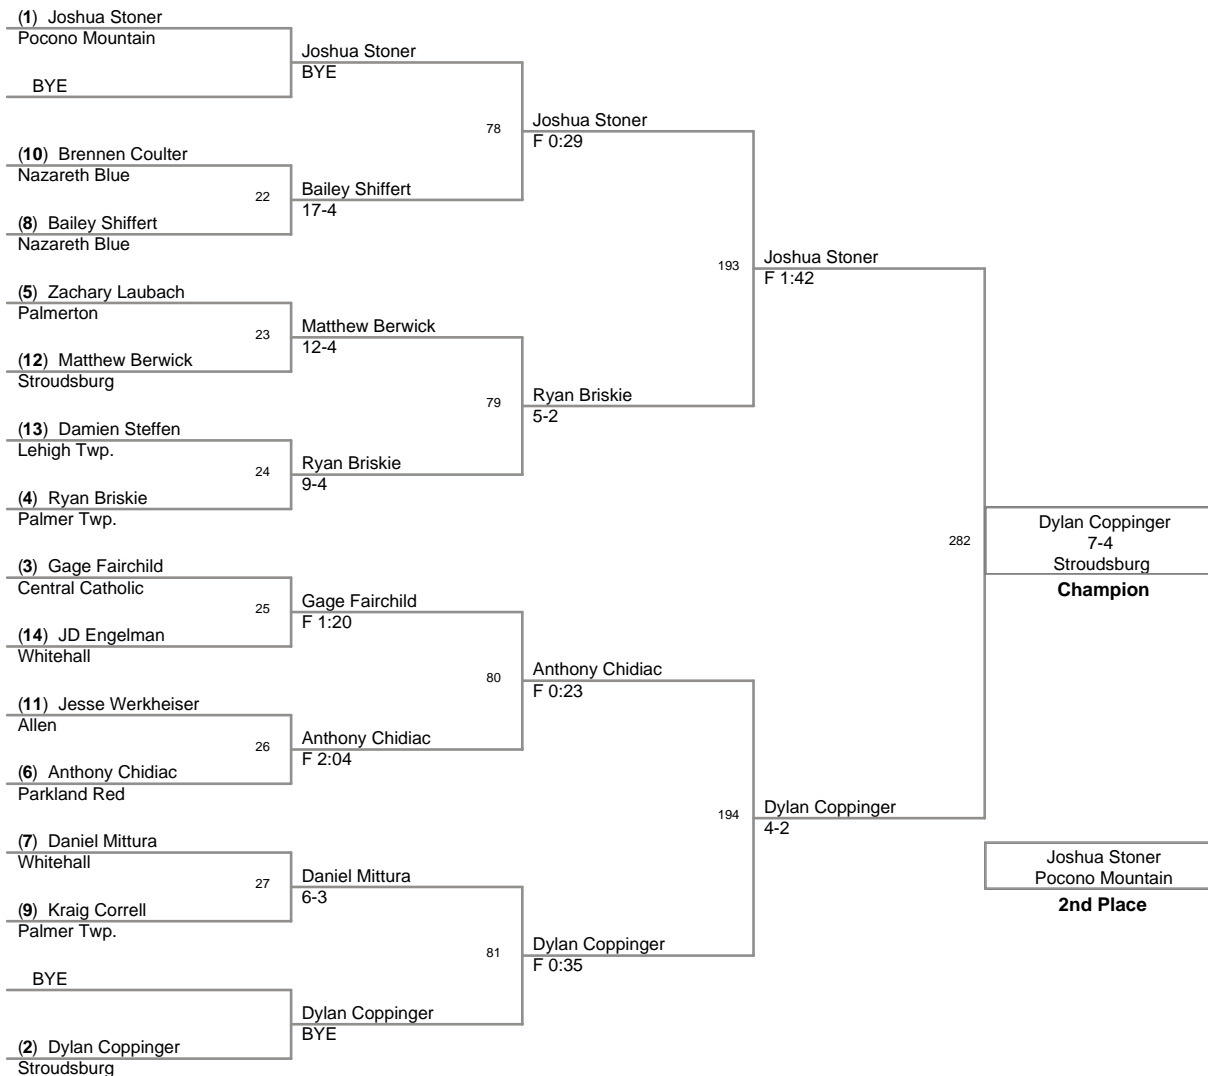 (1) Joshua Stoner
Pocono Mountain
BYE
(10) Brennen Coulter
Nazareth Blue
22
(8) Bailey Shiffert
Nazareth Blue
(5) Zachary Laubach
Palmerton
23
(12) Matthew Berwick
Stroudsburg
(13) Damien Steffen
Lehigh Twp.
24
(4) Ryan Briskie
Palmer Twp.
(3) Gage Fairchild
Central Catholic
25
(14) JD Engelman
Whitehall
(11) Jesse Werkheiser
Allen
26
(6) Anthony Chidiac
Parkland Red
(7) Daniel Mittura
Whitehall
27
(9) Kraig Correll
Palmer Twp.
BYE
(2) Dylan Coppinger
Stroudsburg
Joshua Stoner
BYE
78
Bailey Shiffert
17-4
Matthew Berwick
12-4
79
Ryan Briskie
9-4
Gage Fairchild
F 1:20
80
Anthony Chidiac
F 2:04
Daniel Mittura
6-3
81
Dylan Coppinger
BYE
Joshua Stoner
F 0:29
193
Ryan Briskie
5-2
Anthony Chidiac
F 0:23
194
Dylan Coppinger
F 0:35
Joshua Stoner
F 1:42
282
Dylan Coppinger
4-2
Dylan Coppinger
7-4
Stroudsburg
Champion
Joshua Stoner
Pocono Mountain
2nd Place